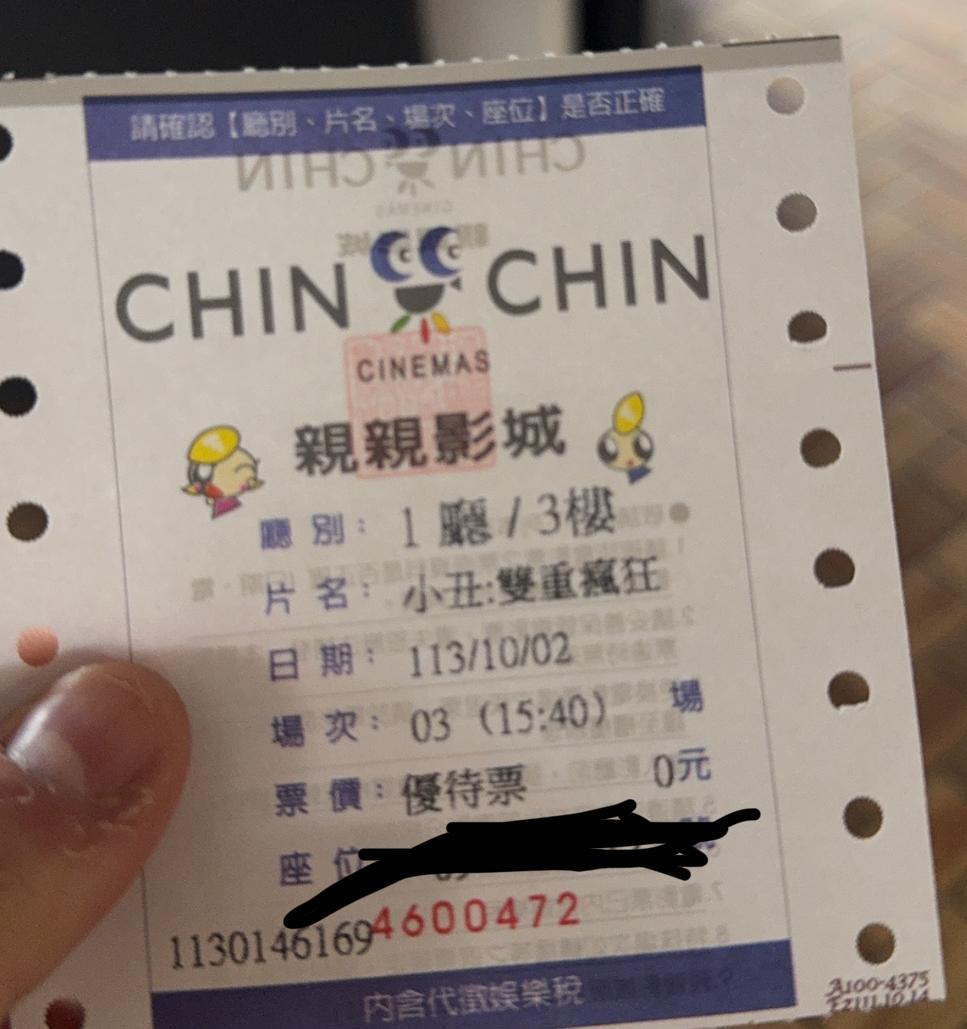 請確認【廳別、片名、場次、座位】是否正確
CHIN CHIN
CINEMAS
親親影城
廳別：1 廳 / 3樓
片名：小丑:雙重瘋狂
日期：113/10/02
場次：03 (15:40) 場
票價：優待票 0元
座位
11301461694600472
內含代徵娛樂稅
A100-4375